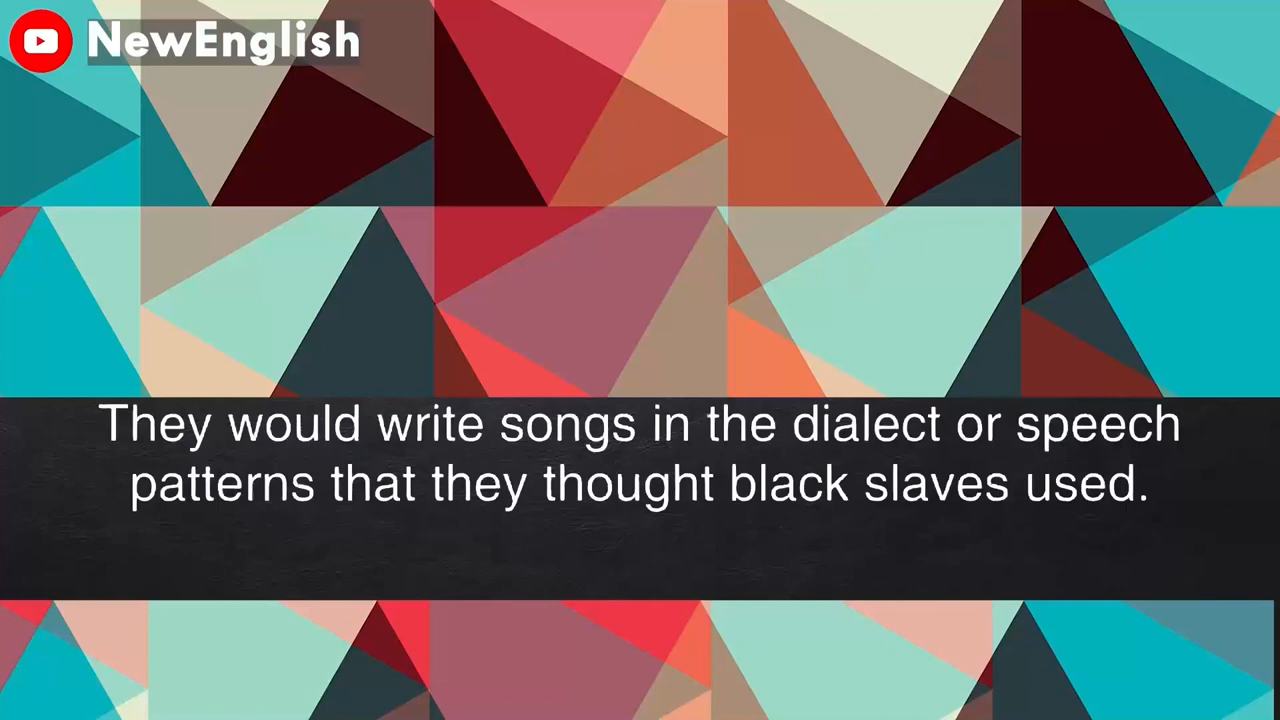 NewEnglish
They would write songs in the dialect or speech
patterns that they thought black slaves used.